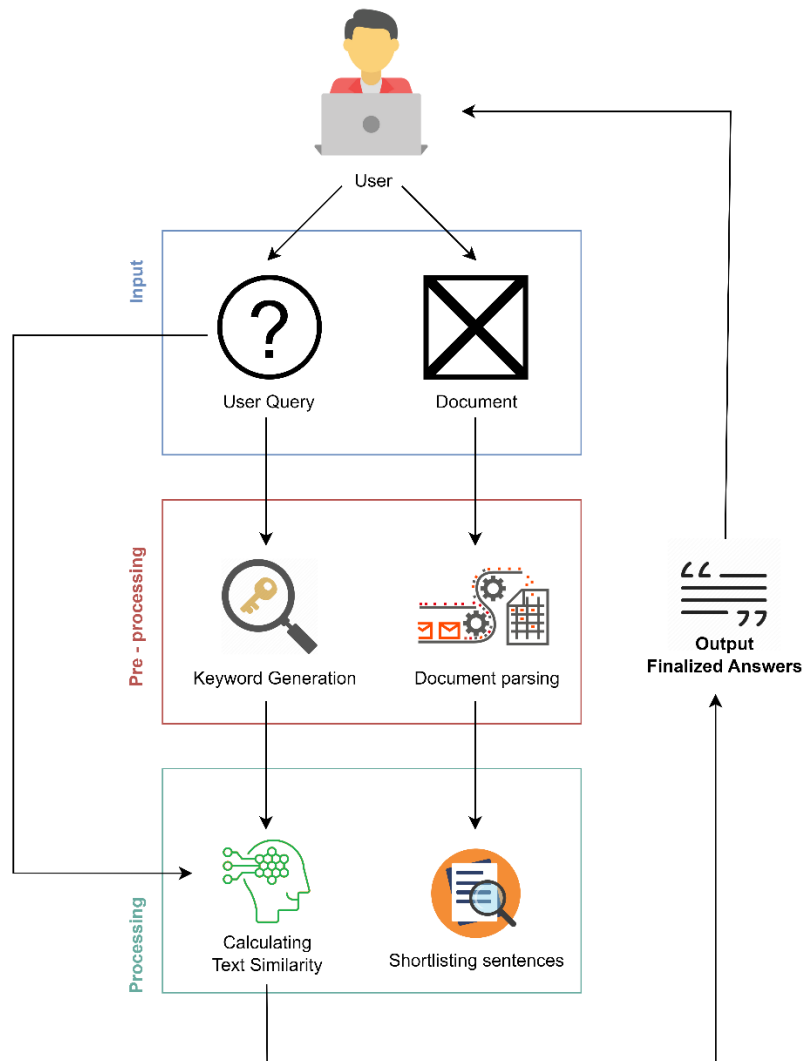 User
Input
?
User Query
Document
Pre - processing
Keyword Generation
Document parsing
Output
Finalized Answers
Processing
Calculating
Text Similarity
Shortlisting sentences